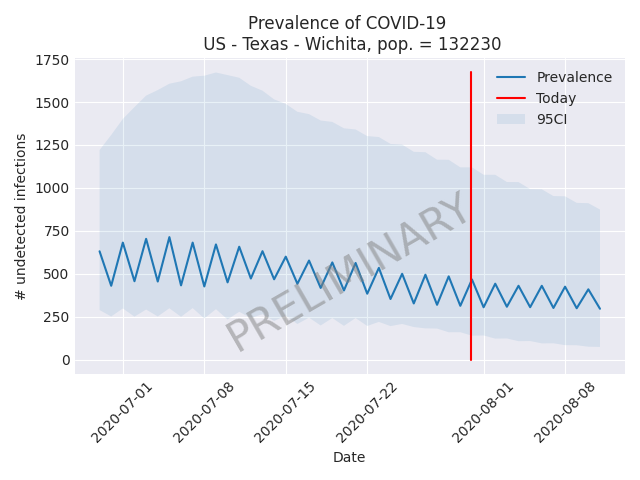 Prevalence of COVID-19
US - Texas - Wichita, pop. = 132230
1750
1500
1250
1000
750
500
250
0
# undetected infections
Prevalence
Today
95CI
PRELIMINARY
2020-07-01
2020-07-08
2020-07-15
2020-07-22
2020-08-01
2020-08-08
Date